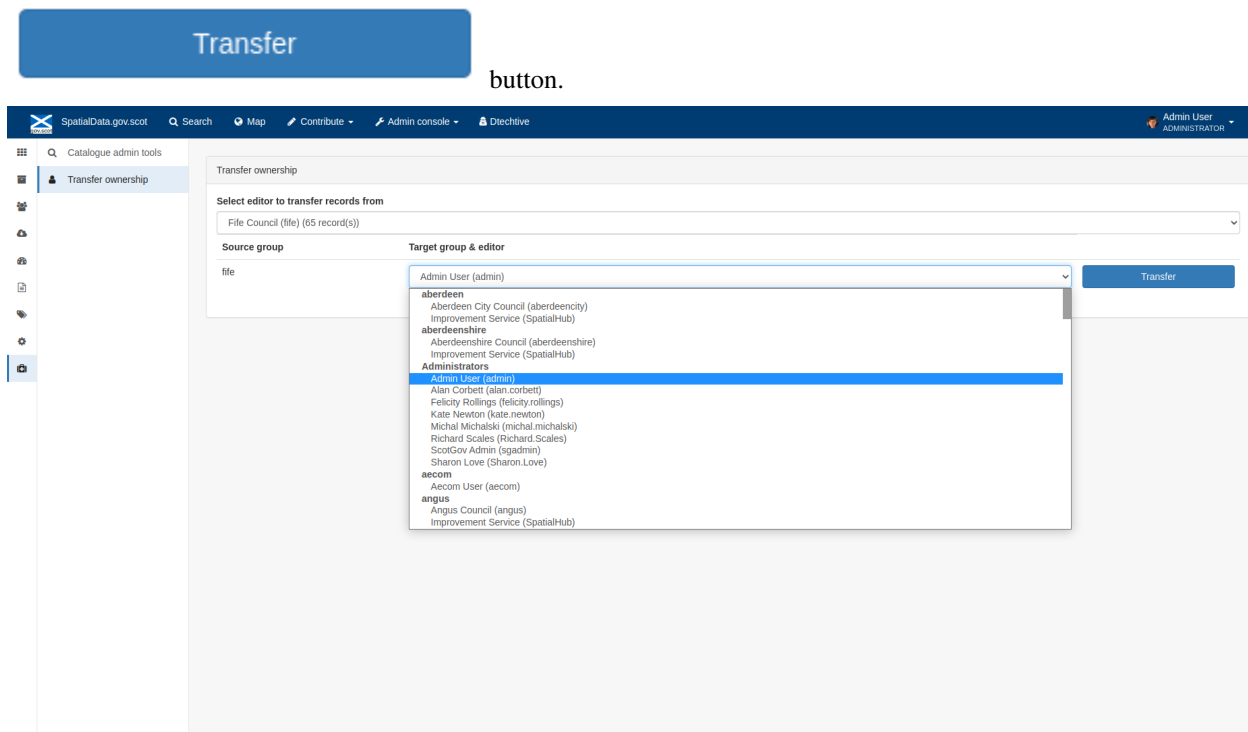 Transfer
button.
gov.scot
SpatialData.gov.scot Search Map Contribute Admin console Dtechtive Admin User
ADMINISTRATOR
Catalogue admin tools
Transfer ownership
Transfer ownership
Select editor to transfer records from
Fife Council (fife) (65 record(s))
Source group Target group & editor
fife Admin User (admin) Transfer
aberdeen
Aberdeen City Council (aberdeencity)
Improvement Service (SpatialHub)
aberdeenshire
Aberdeenshire Council (aberdeenshire)
Improvement Service (SpatialHub)
Administrators
Admin User (admin)
Alan Corbett (alan.corbett)
Felicity Rollings (felicity.rollings)
Kate Newton (kate.newton)
Michal Michalski (michal.michalski)
Richard Scales (Richard.Scales)
ScotGov Admin (sgadmin)
Sharon Love (Sharon.Love)
aecom
Aecom User (aecom)
angus
Angus Council (angus)
Improvement Service (SpatialHub)